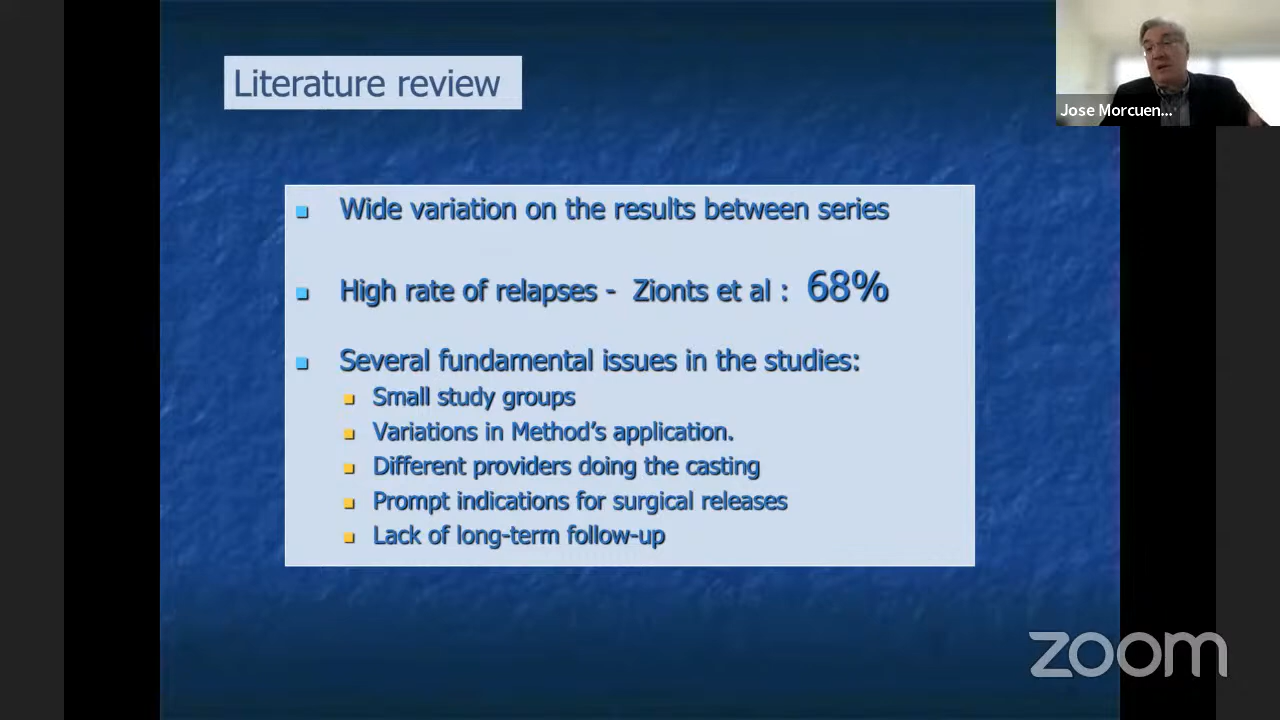 Literature review
Jose Morcuen...
Wide variation on the results between series
High rate of relapses - Zionts et al : 68%
Several fundamental issues in the studies:
Small study groups
Variations in Method's application.
Different providers doing the casting
Prompt indications for surgical releases
Lack of long-term follow-up
zoom